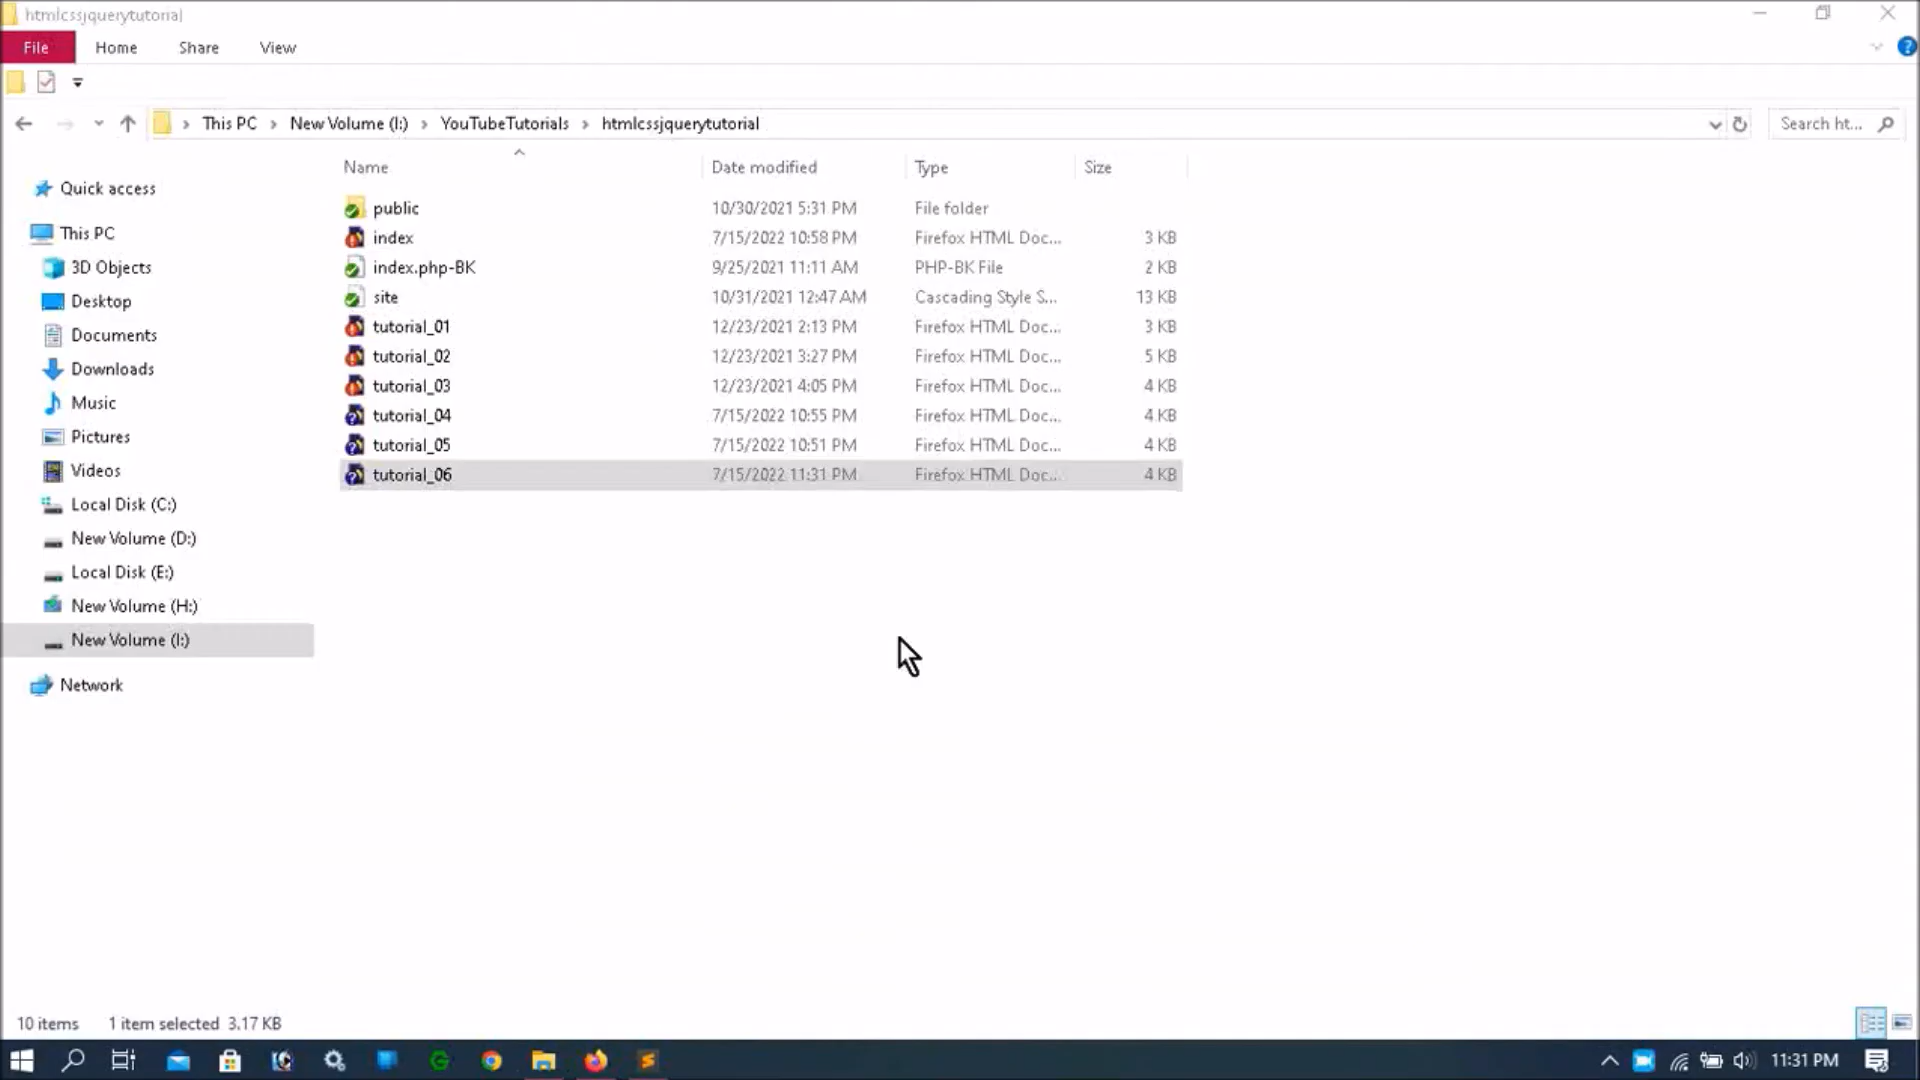 htmlcssjquerytutorial
File Home Share View
This PC New Volume (I:) YouTubeTutorials htmlcssjquerytutorial Search ht...
Name Date modified Type Size
Quick access
This PC
3D Objects
Desktop
Documents
Downloads
Music
Pictures
Videos
Local Disk (C:)
New Volume (D:)
Local Disk (E:)
New Volume (H:)
New Volume (I:)
Network
public 10/30/2021 5:31 PM File folder
index 7/15/2022 10:58 PM Firefox HTML Doc... 3 KB
index.php-BK 9/25/2021 11:11 AM PHP-BK File 2 KB
site 10/31/2021 12:47 AM Cascading Style S... 13 KB
tutorial_01 12/23/2021 2:13 PM Firefox HTML Doc... 3 KB
tutorial_02 12/23/2021 3:27 PM Firefox HTML Doc... 5 KB
tutorial_03 12/23/2021 4:05 PM Firefox HTML Doc... 4 KB
tutorial_04 7/15/2022 10:55 PM Firefox HTML Doc... 4 KB
tutorial_05 7/15/2022 10:51 PM Firefox HTML Doc... 4 KB
tutorial_06 7/15/2022 11:31 PM Firefox HTML Doc... 4 KB
10 items 1 item selected 3.17 KB
11:31 PM